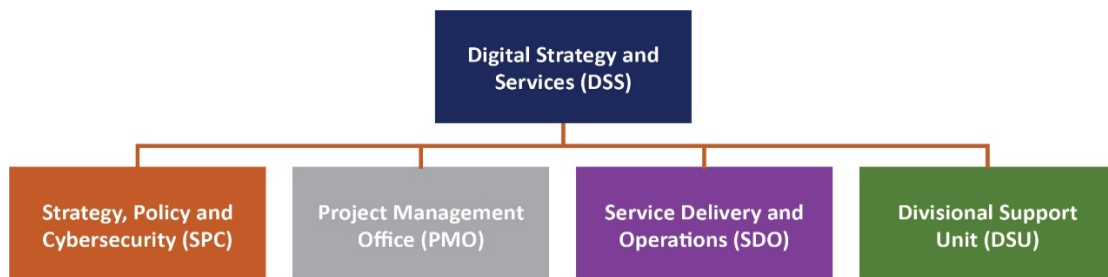 Digital Strategy and
Services (DSS)
Strategy, Policy and
Cybersecurity (SPC)
Project Management
Office (PMO)
Service Delivery and
Operations (SDO)
Divisional Support
Unit (DSU)